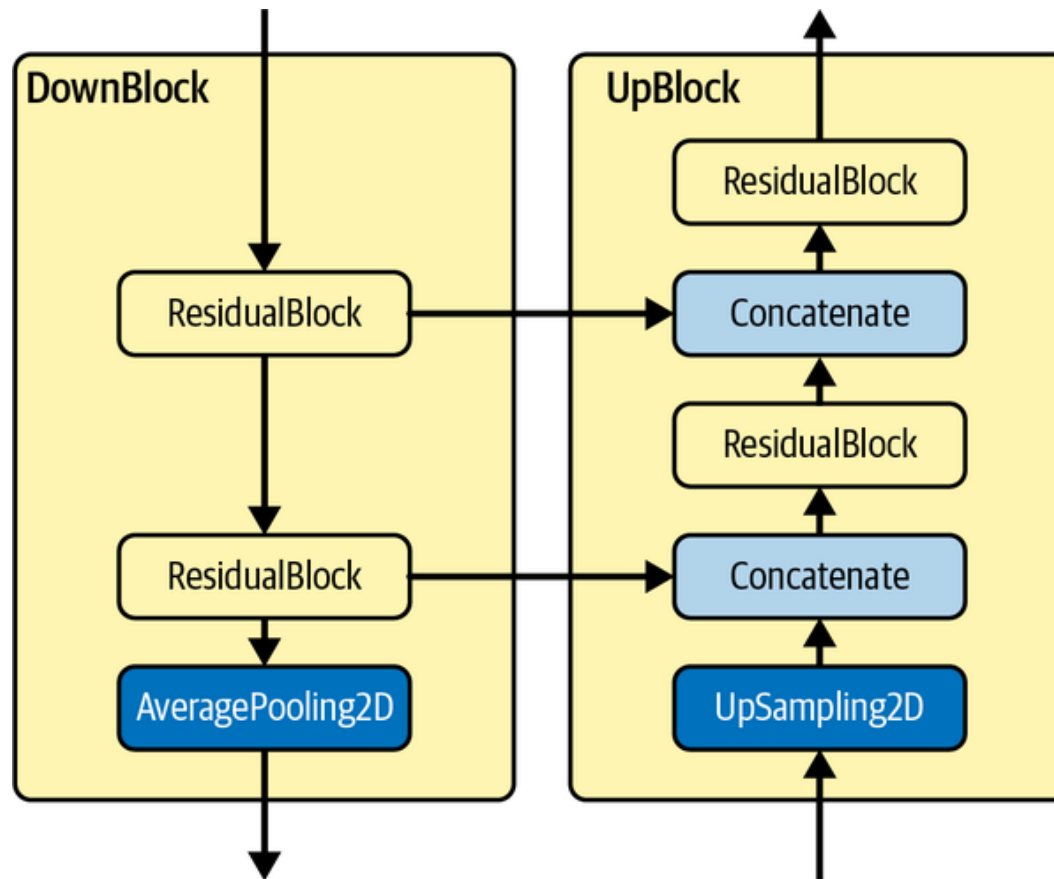 DownBlock
ResidualBlock
ResidualBlock
AveragePooling2D
UpBlock
ResidualBlock
Concatenate
ResidualBlock
Concatenate
UpSampling2D